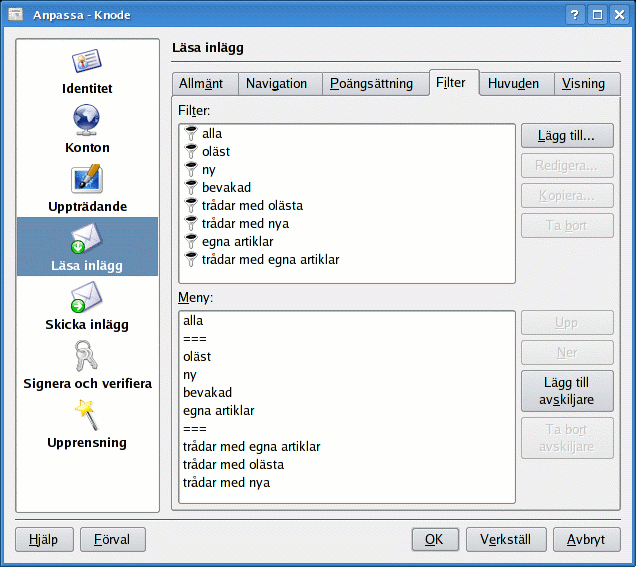 Anpassa - Knode
Identitet
Konton
Uppträdande
Läsa inlägg
Skicka inlägg
Signera och verifiera
Upprensning
Läsa inlägg
Allmänt Navigation Poängsättning Filter Huvuden Visning
Filter:
alla
oläst
ny
bevakad
trådar med olästa
trådar med nya
egna artiklar
trådar med egna artiklar
Lägg till...
Redigera...
Kopiera...
Ta bort
Meny:
alla
===
oläst
ny
bevakad
egna artiklar
===
trådar med egna artiklar
trådar med olästa
trådar med nya
Upp
Ner
Lägg till
avskiljare
Ta bort
avskiljare
Hjälp Förval OK Verkställ Avbryt